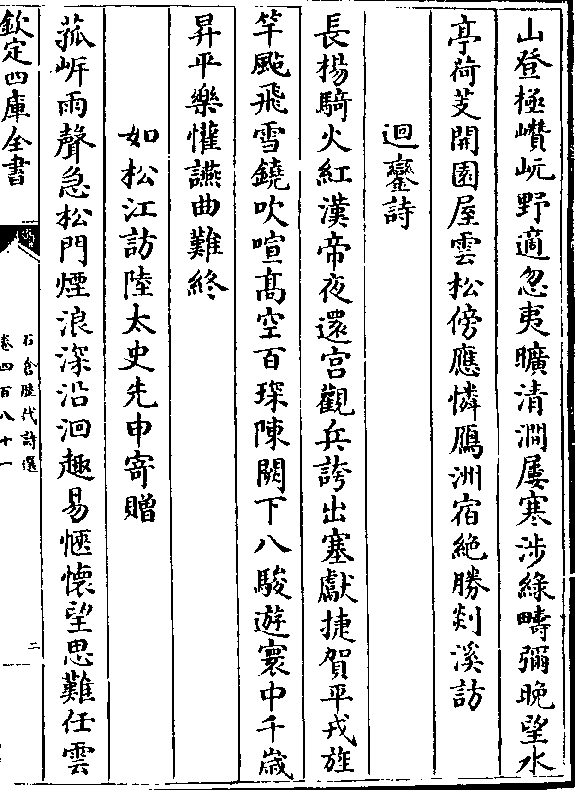 山登極巑岏野適忽夷曠清澗屢寒涉綠疇彌晚望水
亭荷芰開園屋雲松傍應憐鴈洲宿絶勝剡溪訪
迴鑾詩
長楊騎火紅漢帝夜還宫觀兵誇出塞獻捷賀平戎旌
竿颭飛雪鐃吹喧髙空百琛陳闕下八駿遊寰中千歳
昇平樂懽讌曲難終
如松江訪陸太史先申寄贈
菰岍雨聲急松門煙浪深沿洄趣易愜懐望思難任雲
欽定四庫全書
石倉歴代詩選
卷四百八十一
二